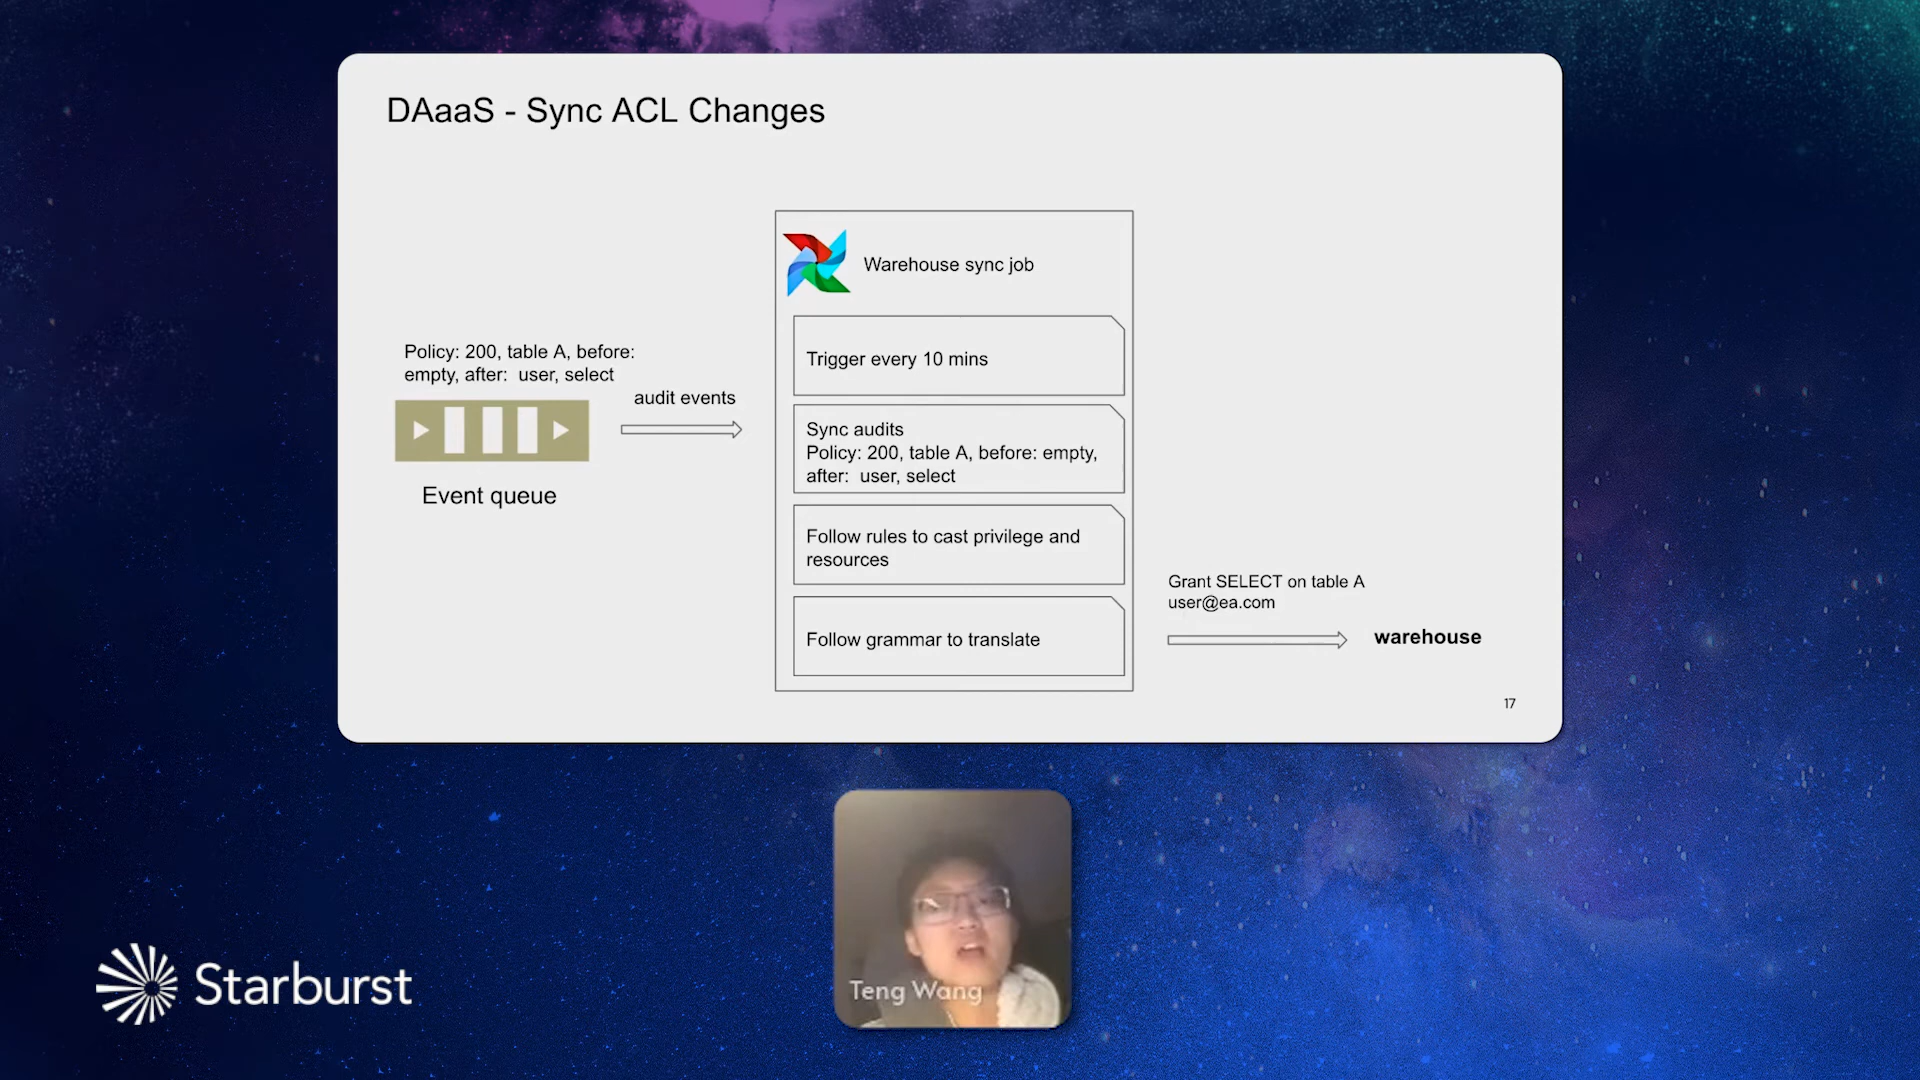 DAaaS - Sync ACL Changes
Warehouse sync job
Policy: 200, table A, before:
empty, after:  user, select
audit events
Event queue
Trigger every 10 mins
Sync audits
Policy: 200, table A, before: empty,
after:  user, select
Follow rules to cast privilege and
resources
Follow grammar to translate
Grant SELECT on table A
user@ea.com
warehouse
17
Teng Wang
Starburst